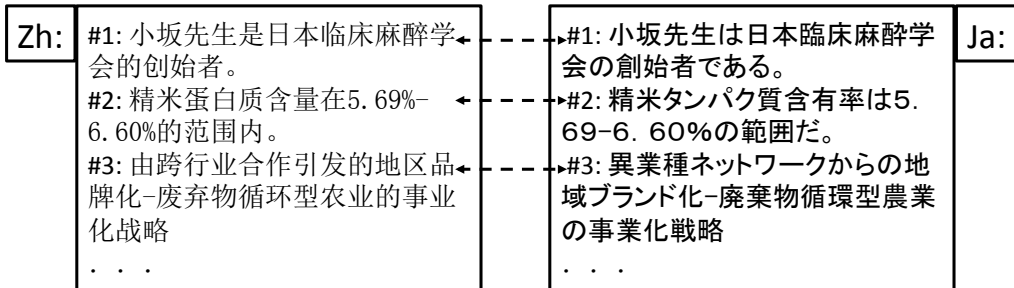 Zh:
#1: 小坂先生是日本临床麻醉学
会的创始者。
#2: 精米蛋白质含量在5.69%-
6.60%的范围内。
#3: 由跨行业合作引发的地区品
牌化-废弃物循环型农业的事业
化战略
...
Ja:
#1: 小坂先生は日本臨床麻酔学
会の創始者である。
#2: 精米タンパク質含有率は5.
69-6.60%の範囲だ。
#3: 異業種ネットワークからの地
域ブランド化-廃棄物循環型農業
の事業化戦略
...